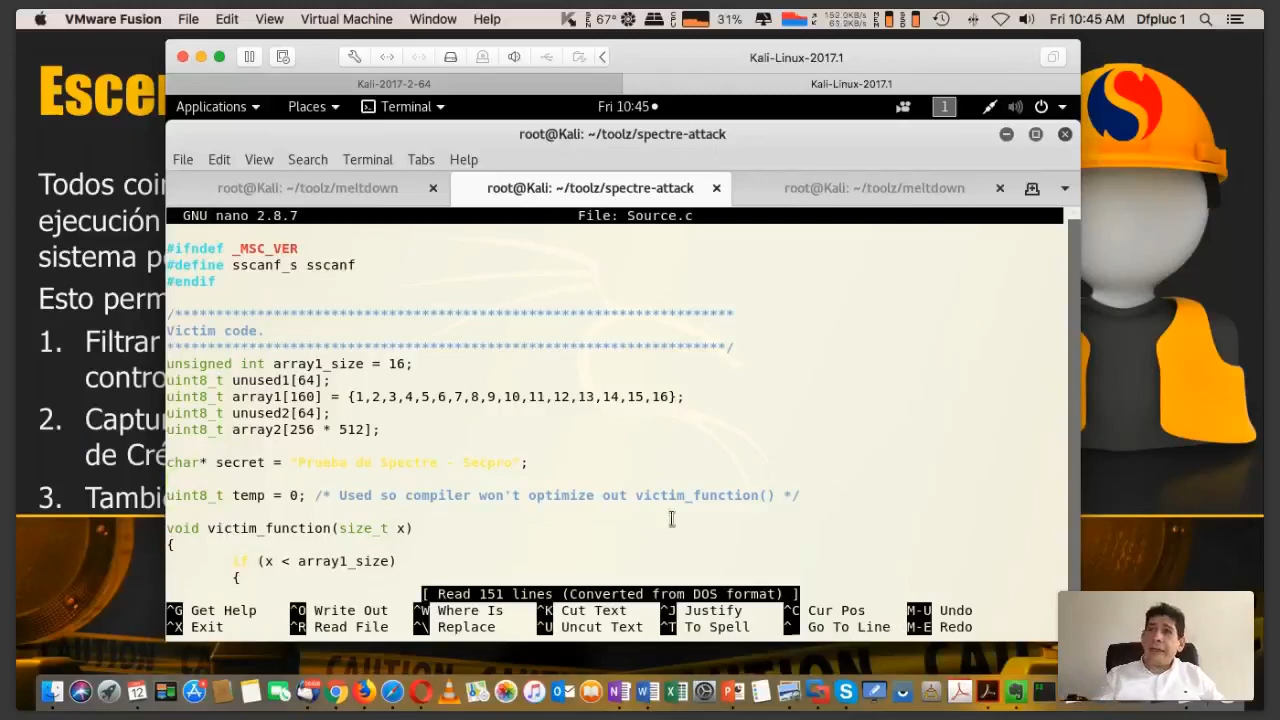 VMware Fusion File Edit View Virtual Machine Window Help 67° 31% 152.0KB/s 63.2KB/s Fri 10:45 AM Dfpluc 1
Kali-Linux-2017.1
Kali-2017-2-64 Kali-Linux-2017.1
Applications Places Terminal Fri 10:45 1
root@Kali: ~/toolz/spectre-attack
File Edit View Search Terminal Tabs Help
root@Kali: ~/toolz/meltdown root@Kali: ~/toolz/spectre-attack root@Kali: ~/toolz/meltdown
GNU nano 2.8.7 File: Source.c
#ifndef _MSC_VER
#define sscanf_s sscanf
#endif
/********************************************************************
Victim code.
********************************************************************/
unsigned int array1_size = 16;
uint8_t unused1[64];
uint8_t array1[160] = {1,2,3,4,5,6,7,8,9,10,11,12,13,14,15,16};
uint8_t unused2[64];
uint8_t array2[256 * 512];
char* secret = "Prueba de Spectre - Secpro";
uint8_t temp = 0; /* Used so compiler won't optimize out victim_function() */
void victim_function(size_t x)
{
if (x < array1_size)
{
[ Read 151 lines (Converted from DOS format) ]
^G Get Help ^O Write Out ^W Where Is ^K Cut Text ^J Justify ^C Cur Pos M-U Undo
^X Exit ^R Read File ^\ Replace ^U Uncut Text ^T To Spell ^_ Go To Line M-E Redo
Escen
Todos coin
ejecución
sistema p
Esto perm
1. Filtrar
contro
2. Captu
de Cré
3. Tambi
CAUTION